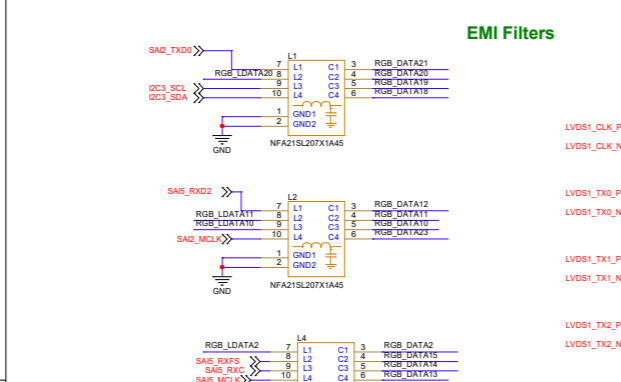 EMI Filters
SAI2_TXD0
L1
7 L1 C1 3 RGB_DATA21
RGB_LDATA20 8 L2 C2 4 RGB_DATA20
I2C3_SCL 9 L3 C3 5 RGB_DATA19
I2C3_SDA 10 L4 C4 6 RGB_DATA18
1 GND1
2 GND2
GND
NFA21SL207X1A45
LVDS1_CLK_P
LVDS1_CLK_N
SAI5_RXD2
L2
7 L1 C1 3 RGB_DATA12
RGB_LDATA11 8 L2 C2 4 RGB_DATA11
RGB_LDATA10 9 L3 C3 5 RGB_DATA10
SAI2_MCLK 10 L4 C4 6 RGB_DATA23
1 GND1
2 GND2
GND
NFA21SL207X1A45
LVDS1_TX0_P
LVDS1_TX0_N
LVDS1_TX1_P
LVDS1_TX1_N
L4
RGB_LDATA2 7 L1 C1 3 RGB_DATA2
SAI5_RXFS 8 L2 C2 4 RGB_DATA15
SAI5_RXC 9 L3 C3 5 RGB_DATA14
SAI5_MCLK 10 L4 C4 6 RGB_DATA13
LVDS1_TX2_P
LVDS1_TX2_N